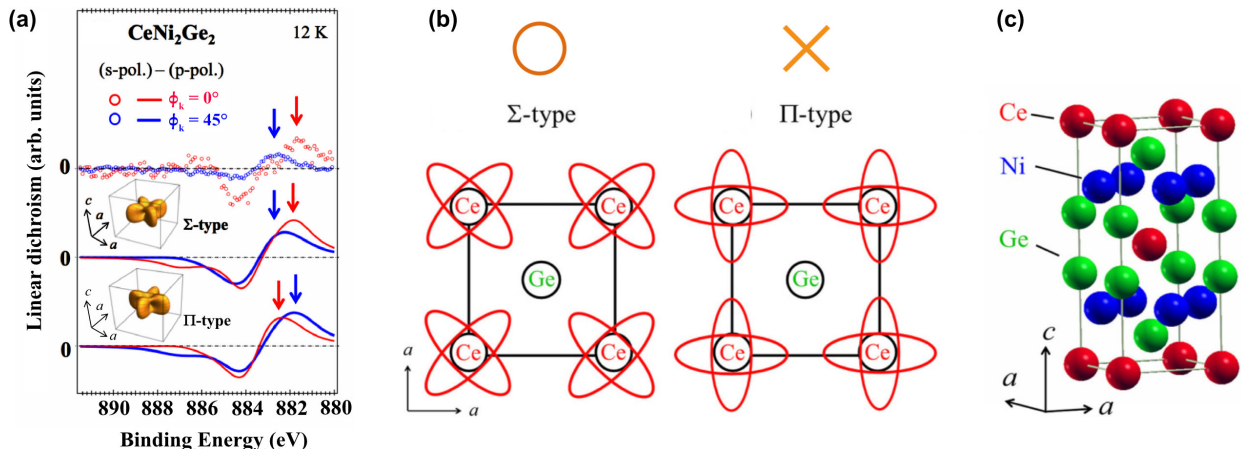 (a)
CeNi₂Ge₂ 12 K
(s-pol.) – (p-pol.)
ϕₖ = 0°
ϕₖ = 45°
Linear dichroism (arb. units)
0
c
a
a
Σ-type
0
c
a
a
Π-type
0
890 888 886 884 882 880
Binding Energy (eV)
(b)
Σ-type
Ce Ce
Ge
Ce Ce
a
a
Π-type
Ce Ce
Ge
Ce Ce
(c)
Ce
Ni
Ge
c
a a